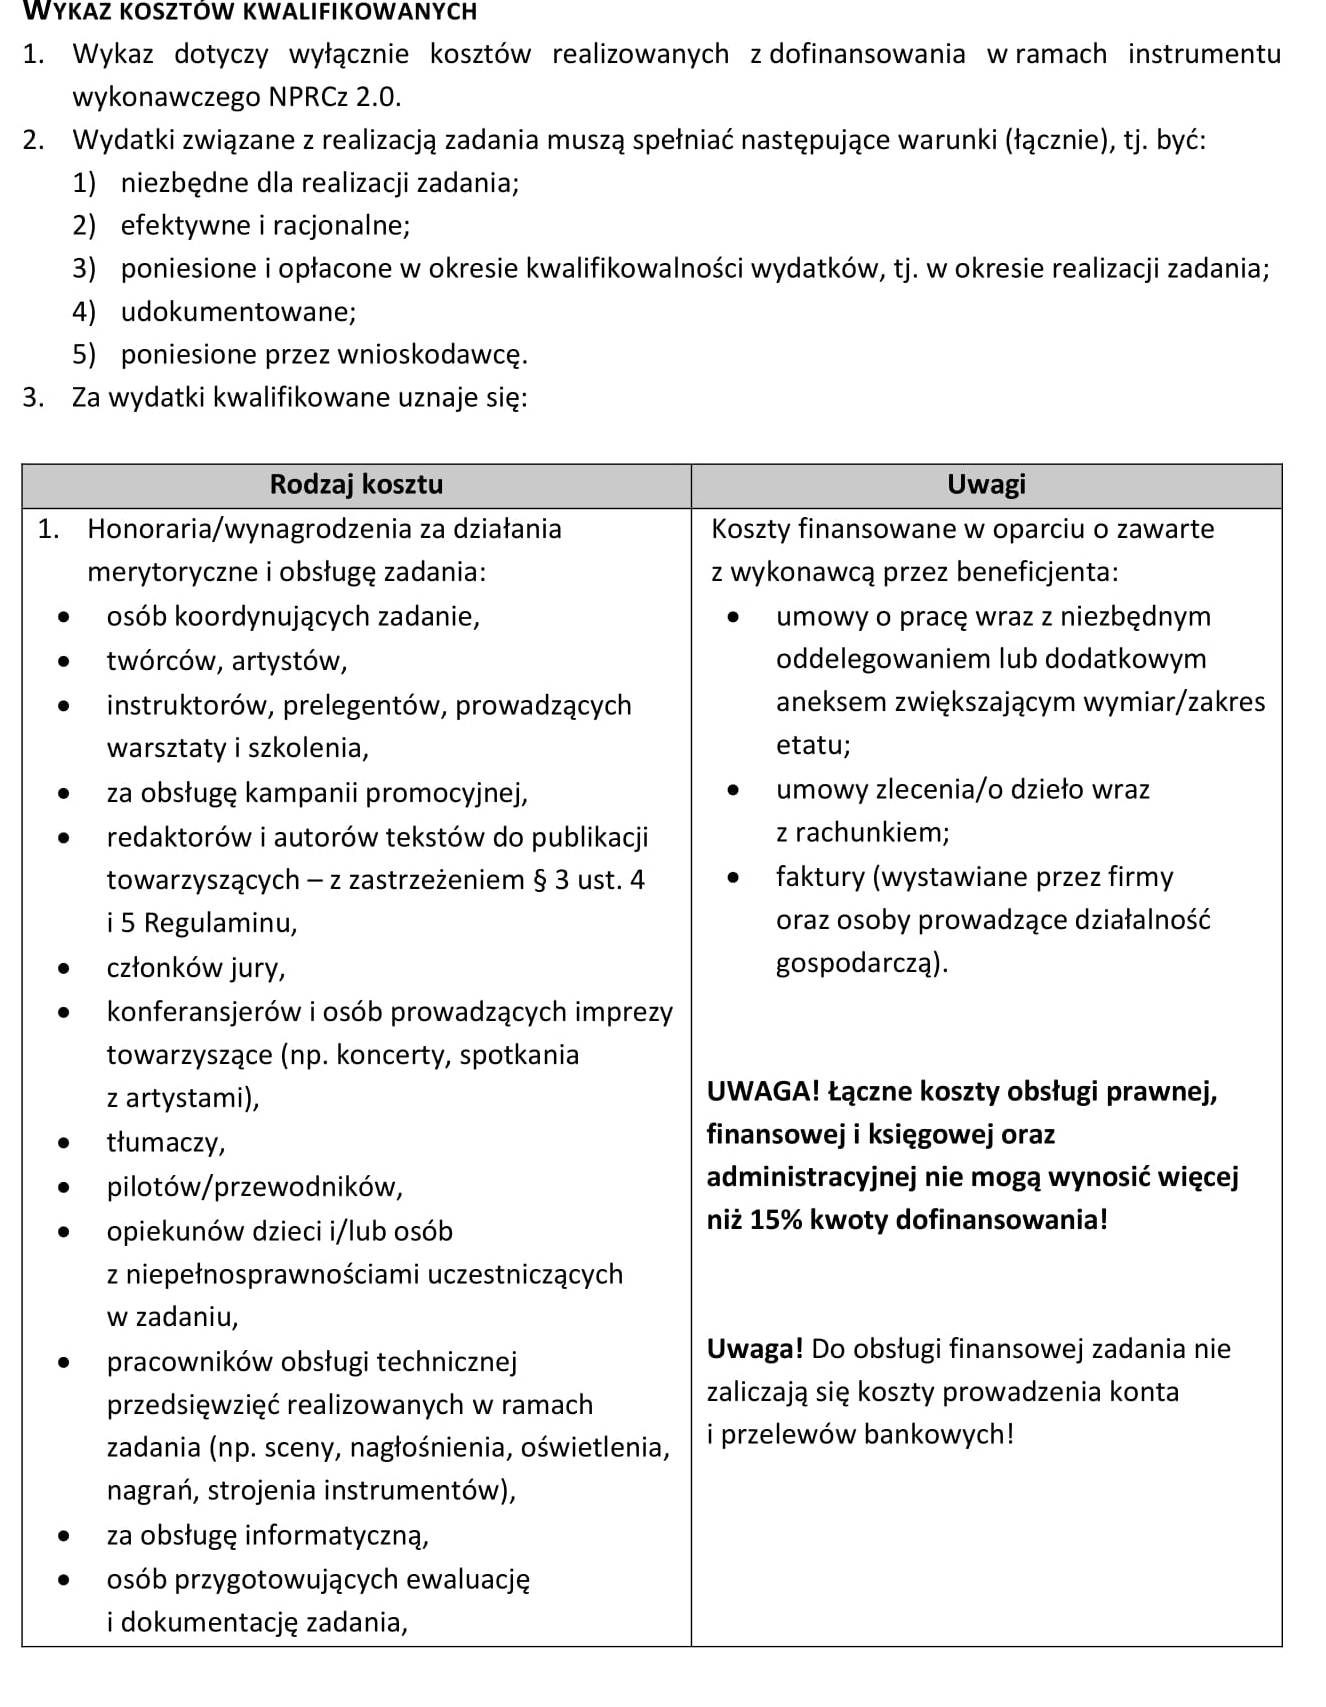 WYKAZ KOSZTÓW KWALIFIKOWANYCH
1. Wykaz dotyczy wyłącznie kosztów realizowanych z dofinansowania w ramach instrumentu
wykonawczego NPRCz 2.0.
2. Wydatki związane z realizacją zadania muszą spełniać następujące warunki (łącznie), tj. być:
1) niezbędne dla realizacji zadania;
2) efektywne i racjonalne;
3) poniesione i opłacone w okresie kwalifikowalności wydatków, tj. w okresie realizacji zadania;
4) udokumentowane;
5) poniesione przez wnioskodawcę.
3. Za wydatki kwalifikowane uznaje się:
Rodzaj kosztu
1. Honoraria/wynagrodzenia za działania
merytoryczne i obsługę zadania:
• osób koordynujących zadanie,
• twórców, artystów,
• instruktorów, prelegentów, prowadzących
warsztaty i szkolenia,
• za obsługę kampanii promocyjnej,
• redaktorów i autorów tekstów do publikacji
towarzyszących – z zastrzeżeniem § 3 ust. 4
i 5 Regulaminu,
• członków jury,
• konferansjerów i osób prowadzących imprezy
towarzyszące (np. koncerty, spotkania
z artystami),
• tłumaczy,
• pilotów/przewodników,
• opiekunów dzieci i/lub osób
z niepełnosprawnościami uczestniczących
w zadaniu,
• pracowników obsługi technicznej
przedsięwzięć realizowanych w ramach
zadania (np. sceny, nagłośnienia, oświetlenia,
nagrań, strojenia instrumentów),
• za obsługę informatyczną,
• osób przygotowujących ewaluację
i dokumentację zadania,
Uwagi
Koszty finansowane w oparciu o zawarte
z wykonawcą przez beneficjenta:
• umowy o pracę wraz z niezbędnym
oddelegowaniem lub dodatkowym
aneksem zwiększającym wymiar/zakres
etatu;
• umowy zlecenia/o dzieło wraz
z rachunkiem;
• faktury (wystawiane przez firmy
oraz osoby prowadzące działalność
gospodarczą).
UWAGA! Łączne koszty obsługi prawnej,
finansowej i księgowej oraz
administracyjnej nie mogą wynosić więcej
niż 15% kwoty dofinansowania!
Uwaga! Do obsługi finansowej zadania nie
zaliczają się koszty prowadzenia konta
i przelewów bankowych!